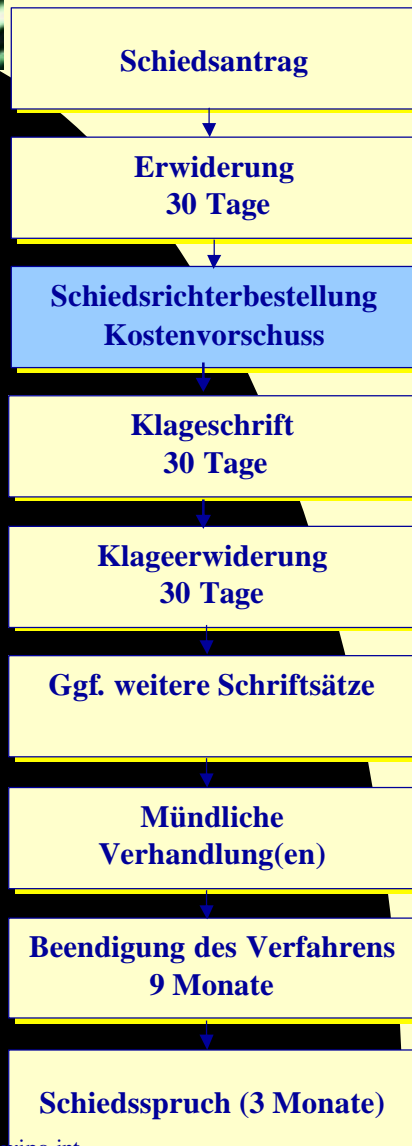 Schiedsantrag
Erwiderung
30 Tage
Schiedsrichterbestellung
Kostenvorschuss
Klageschrift
30 Tage
Klageerwiderung
30 Tage
Ggf. weitere Schriftsätze
Mündliche
Verhandlung(en)
Beendigung des Verfahrens
9 Monate
Schiedsspruch (3 Monate)